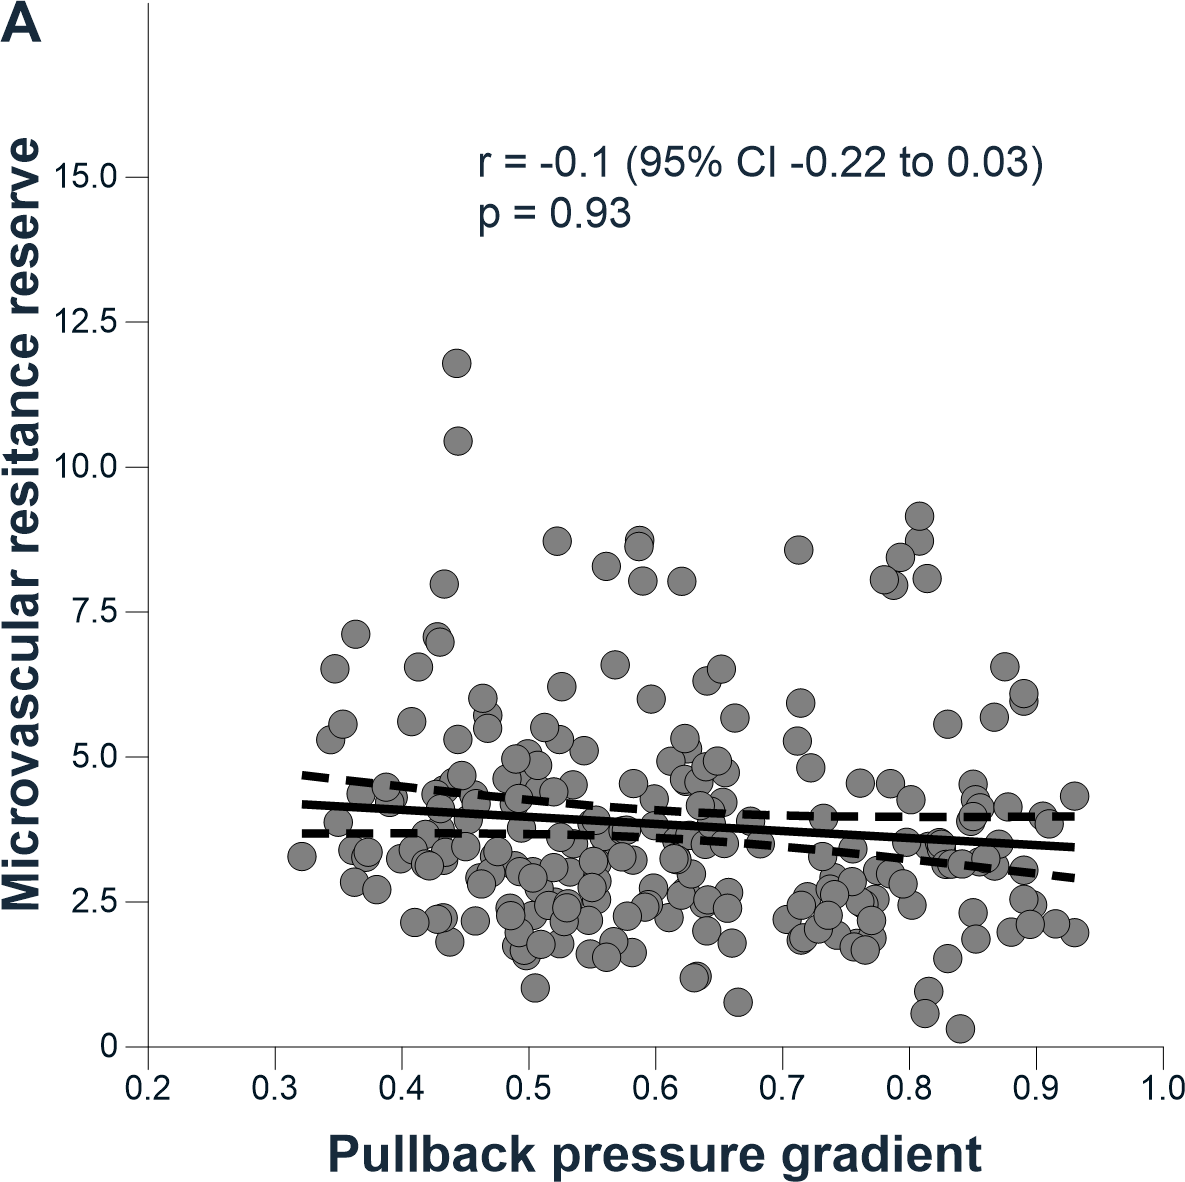 A
Microvascular resitance reserve
r = -0.1 (95% CI -0.22 to 0.03)
p = 0.93
15.0
12.5
10.0
7.5
5.0
2.5
0
0.2 0.3 0.4 0.5 0.6 0.7 0.8 0.9 1.0
Pullback pressure gradient